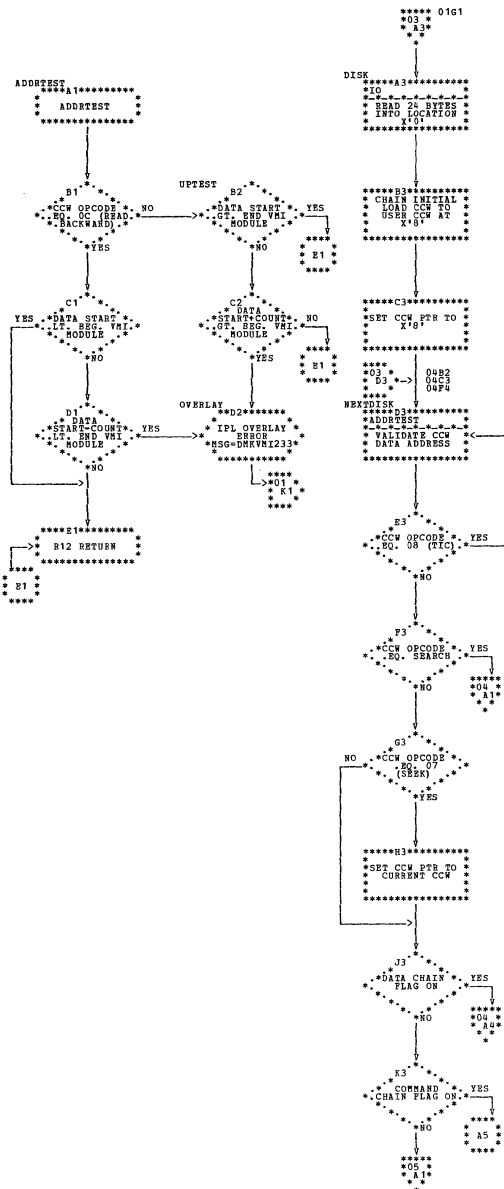 01G1
03
A3
ADDRTEST
A1
ADDRTEST
B1
CCW OPCODE
EQ. 0C (READ
BACKWARD)
NO
YES
UPTEST
B2
DATA START
GT. END VMI
MODULE
YES
NO
E1
C1
DATA START
LT. BEG. VMI
MODULE
YES
NO
C2
DATA
START+COUNT
GT. BEG. VMI
MODULE
NO
YES
E1
D1
DATA
START-COUNT
LT. END VMI
MODULE
YES
NO
OVERLAY
D2
IPL OVERLAY
ERROR
MSG=DMKVMI233
01
K1
E1
R12 RETURN
E1
DISK
A3
IO
READ 24 BYTES
INTO LOCATION
X'0'
B3
CHAIN INITIAL
LOAD CCW TO
USER CCW AT
X'8'
C3
SET CCW PTR TO
X'8'
03
D3
04B2
04C3
04F4
NEXTDISK
D3
ADDRTEST
VALIDATE CCW
DATA ADDRESS
E3
CCW OPCODE
EQ. 08 (TIC)
YES
NO
F3
CCW OPCODE
EQ. SEARCH
YES
NO
04
A1
G3
CCW OPCODE
EQ. 07
(SEEK)
NO
YES
H3
SET CCW PTR TO
CURRENT CCW
J3
DATA CHAIN
FLAG ON
YES
NO
04
A4
K3
COMMAND
CHAIN FLAG ON
YES
NO
A5
05
A1